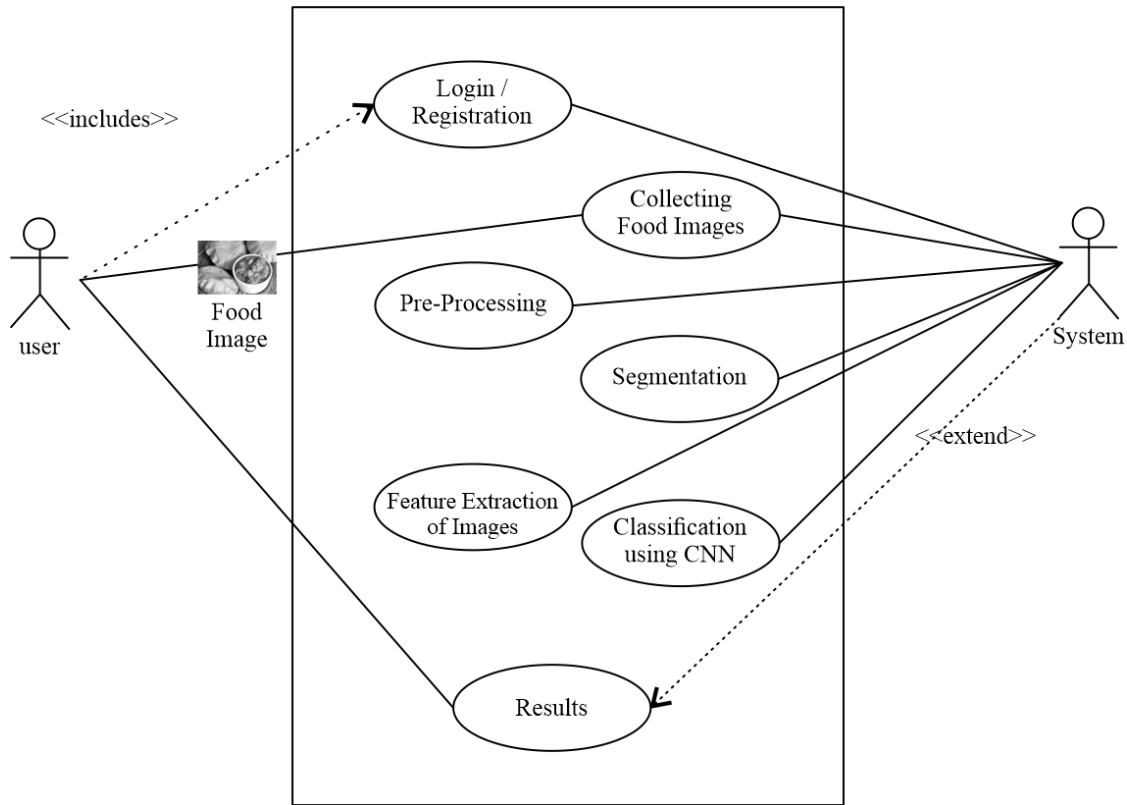 Login /
Registration
<<includes>>
Collecting
Food Images
Pre-Processing
Food
Image
user
System
Segmentation
<<extend>>
Feature Extraction
of Images
Classification
using CNN
Results